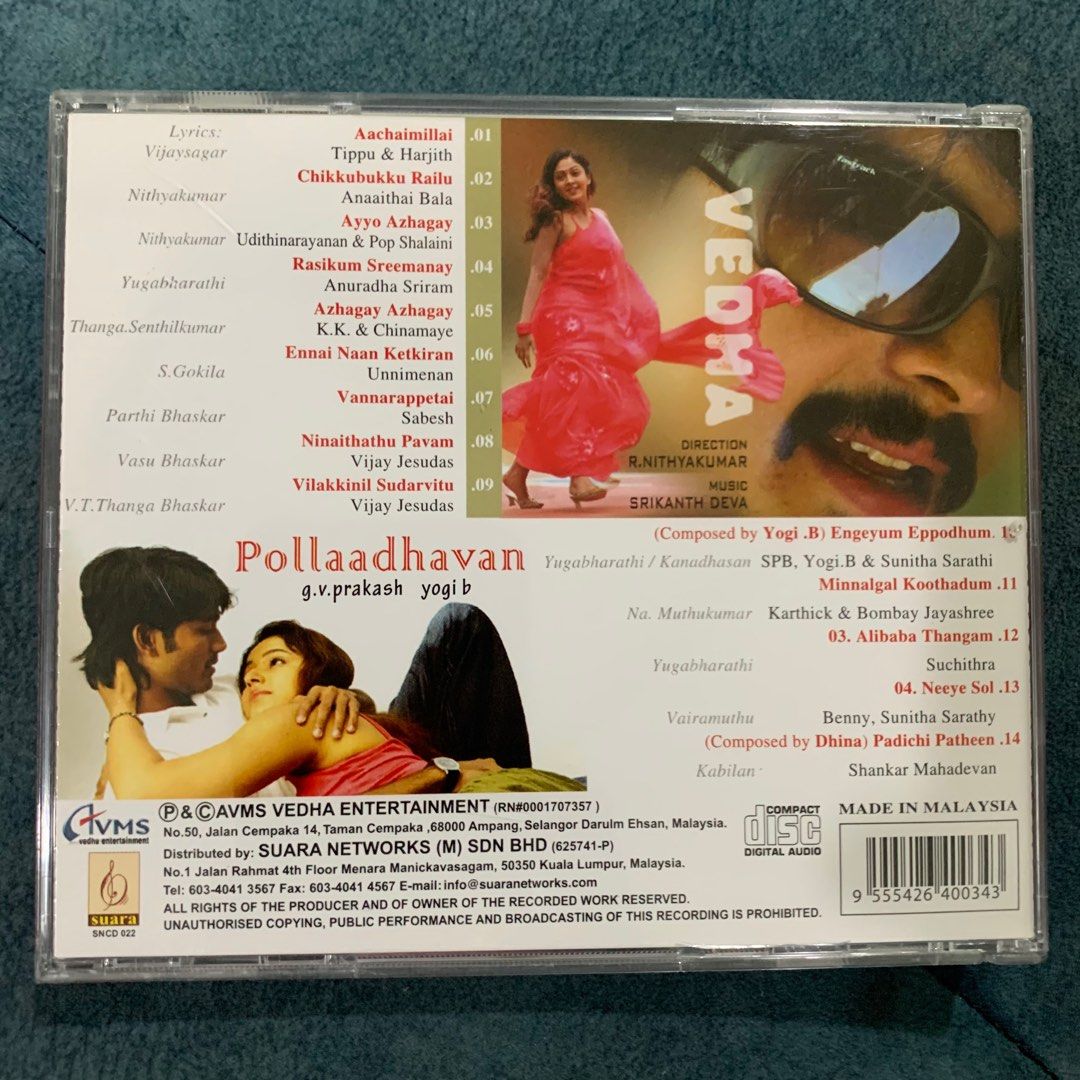 Lyrics:
Vijaysagar
Aachaimillai .01
Tippu & Harjith
Chikkubukku Railu .02
Nithyakumar Anaaithai Bala
Ayyo Azhagay .03
Nithyakumar Udithinarayanan & Pop Shalaini
Rasikum Sreemanay .04
Yugabharathi Anuradha Sriram
Azhagay Azhagay .05
Thanga.Senthilkumar K.K. & Chinamaye
Ennai Naan Ketkiran .06
S.Gokila Unnimenan
Vannarappetai .07
Parthi Bhaskar Sabesh
Ninaithathu Pavam .08
Vasu Bhaskar Vijay Jesudas
Vilakkinil Sudarvitu .09
V.T.Thanga Bhaskar Vijay Jesudas
fastrack
VEDHA
DIRECTION
R.NITHYAKUMAR
MUSIC
SRIKANTH DEVA
Pollaadhavan
g.v.prakash yogi b
(Composed by Yogi .B) Engeyum Eppodhum.
Yugabharathi / Kanadhasan SPB, Yogi.B & Sunitha Sarathi
Minnalgal Koothadum .11
Na. Muthukumar Karthick & Bombay Jayashree
03. Alibaba Thangam .12
Yugabharathi Suchithra
04. Neeye Sol .13
Vairamuthu Benny, Sunitha Sarathy
(Composed by Dhina) Padichi Patheen .14
Kabilan Shankar Mahadevan
AVMS
vedha entertainment
℗ & ©AVMS VEDHA ENTERTAINMENT (RN#0001707357 )
No.50, Jalan Cempaka 14, Taman Cempaka ,68000 Ampang, Selangor Darulm Ehsan, Malaysia.
Distributed by: SUARA NETWORKS (M) SDN BHD (625741-P)
No.1 Jalan Rahmat 4th Floor Menara Manickavasagam, 50350 Kuala Lumpur, Malaysia.
Tel: 603-4041 3567 Fax: 603-4041 4567 E-mail: info@suaranetworks.com
ALL RIGHTS OF THE PRODUCER AND OF OWNER OF THE RECORDED WORK RESERVED.
UNAUTHORISED COPYING, PUBLIC PERFORMANCE AND BROADCASTING OF THIS RECORDING IS PROHIBITED.
suara
SNCD 022
COMPACT
disc
DIGITAL AUDIO
MADE IN MALAYSIA
9 555426 400343